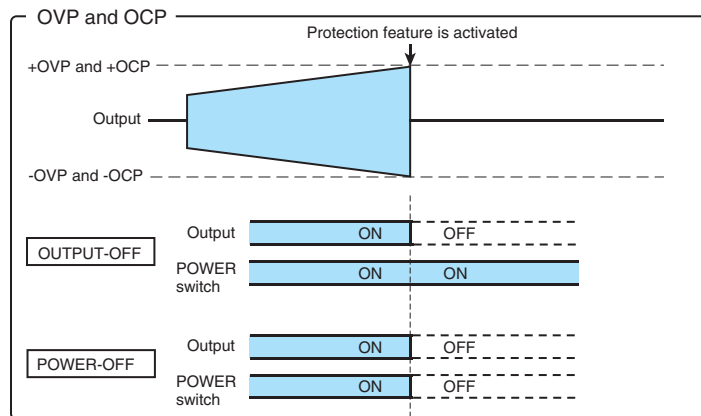 OVP and OCP
Protection feature is activated
+OVP and +OCP
Output
-OVP and -OCP
OUTPUT-OFF
Output
ON
OFF
POWER
switch
ON
ON
POWER-OFF
Output
ON
OFF
POWER
switch
ON
OFF